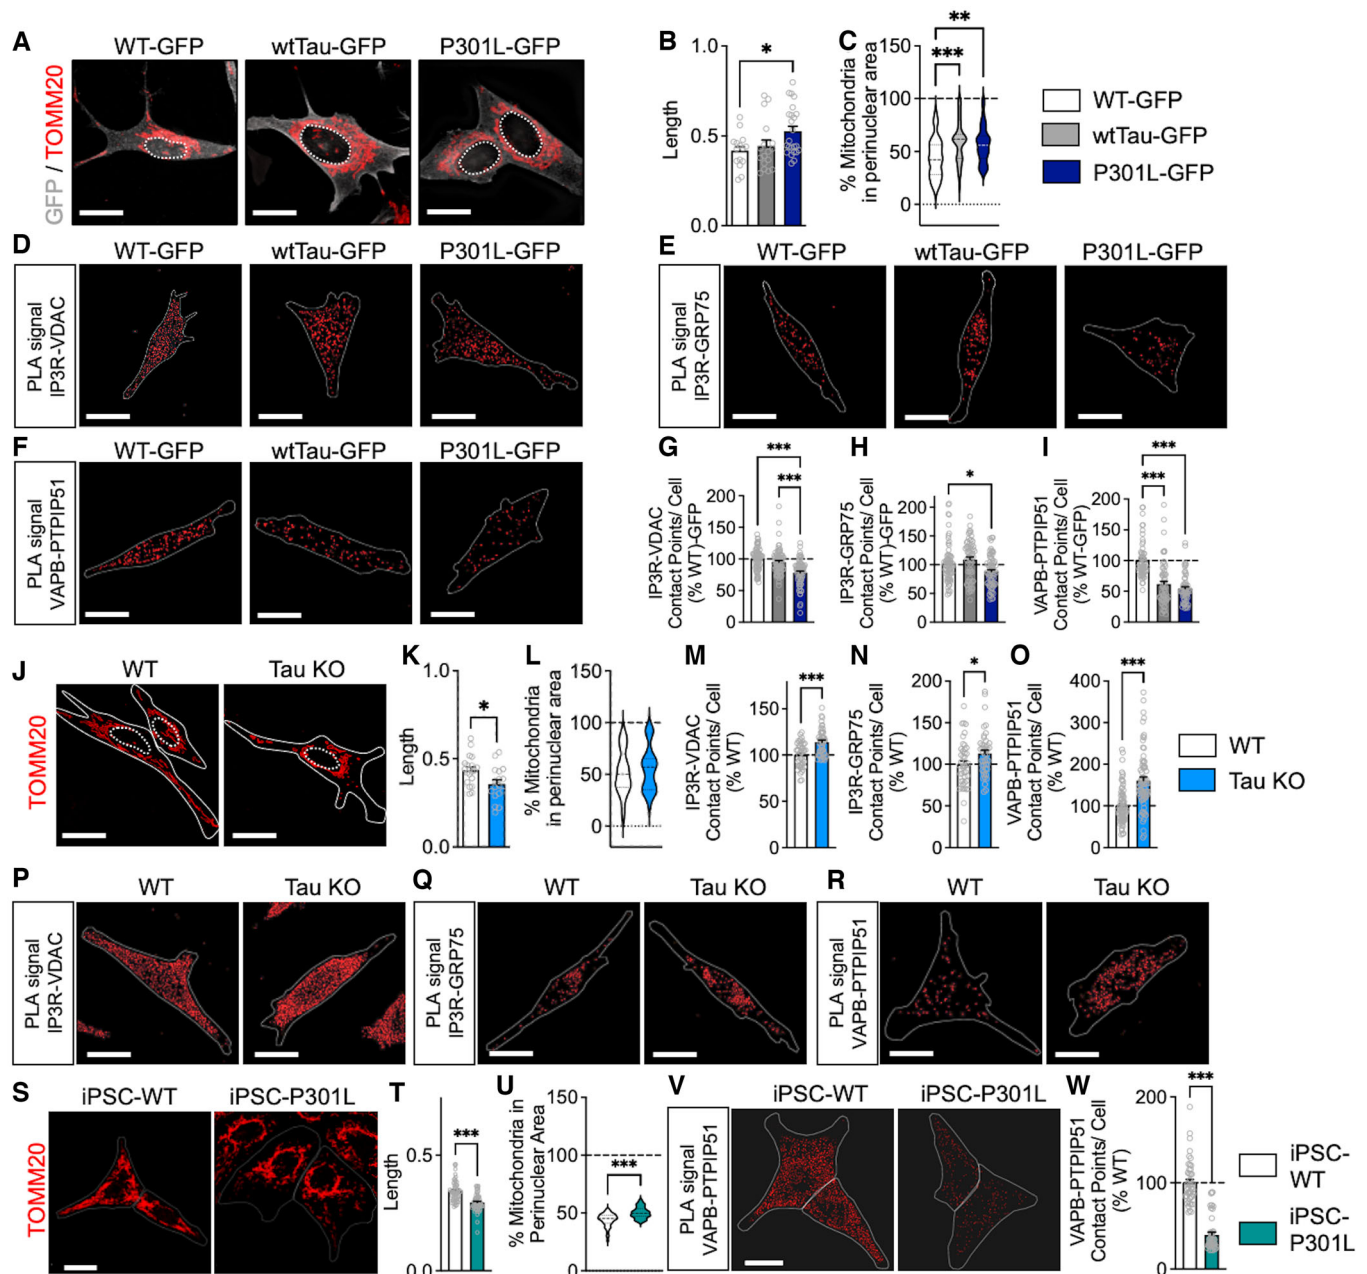 A
WT-GFP
wtTau-GFP
P301L-GFP
GFP / TOMM20
B
1.0
0.5
0.0
Length
*
C
150
100
50
0
% Mitochondria
in perinuclear area
***
**
WT-GFP
wtTau-GFP
P301L-GFP
D
WT-GFP
wtTau-GFP
P301L-GFP
PLA signal
IP3R-VDAC
E
WT-GFP
wtTau-GFP
P301L-GFP
PLA signal
IP3R-GRP75
F
WT-GFP
wtTau-GFP
P301L-GFP
PLA signal
VAPB-PTPIP51
G
IP3R-VDAC
Contact Points/ Cell
(% WT)-GFP
200
150
100
50
0
***
***
H
IP3R-GRP75
Contact Points/ Cell
(% WT)-GFP
200
150
100
50
0
*
I
VAPB-PTPIP51
Contact Points/ Cell
(% WT-GFP)
200
150
100
50
0
***
***
J
WT
Tau KO
TOMM20
K
1.0
0.5
0.0
Length
*
L
150
100
50
0
% Mitochondria
in perinuclear area
M
IP3R-VDAC
Contact Points/ Cell
(% WT)
150
100
50
0
***
N
IP3R-GRP75
Contact Points/ Cell
(% WT)
200
150
100
50
0
*
O
VAPB-PTPIP51
Contact Points/ Cell
(% WT)
400
300
200
100
0
***
WT
Tau KO
P
WT
Tau KO
PLA signal
IP3R-VDAC
Q
WT
Tau KO
PLA signal
IP3R-GRP75
R
WT
Tau KO
PLA signal
VAPB-PTPIP51
S
iPSC-WT
iPSC-P301L
TOMM20
T
0.5
0.0
Length
***
U
150
100
50
0
% Mitochondria in
Perinuclear Area
***
V
iPSC-WT
iPSC-P301L
PLA signal
VAPB-PTPIP51
W
VAPB-PTPIP51
Contact Points/ Cell
(% WT)
200
100
0
***
iPSC-
WT
iPSC-
P301L